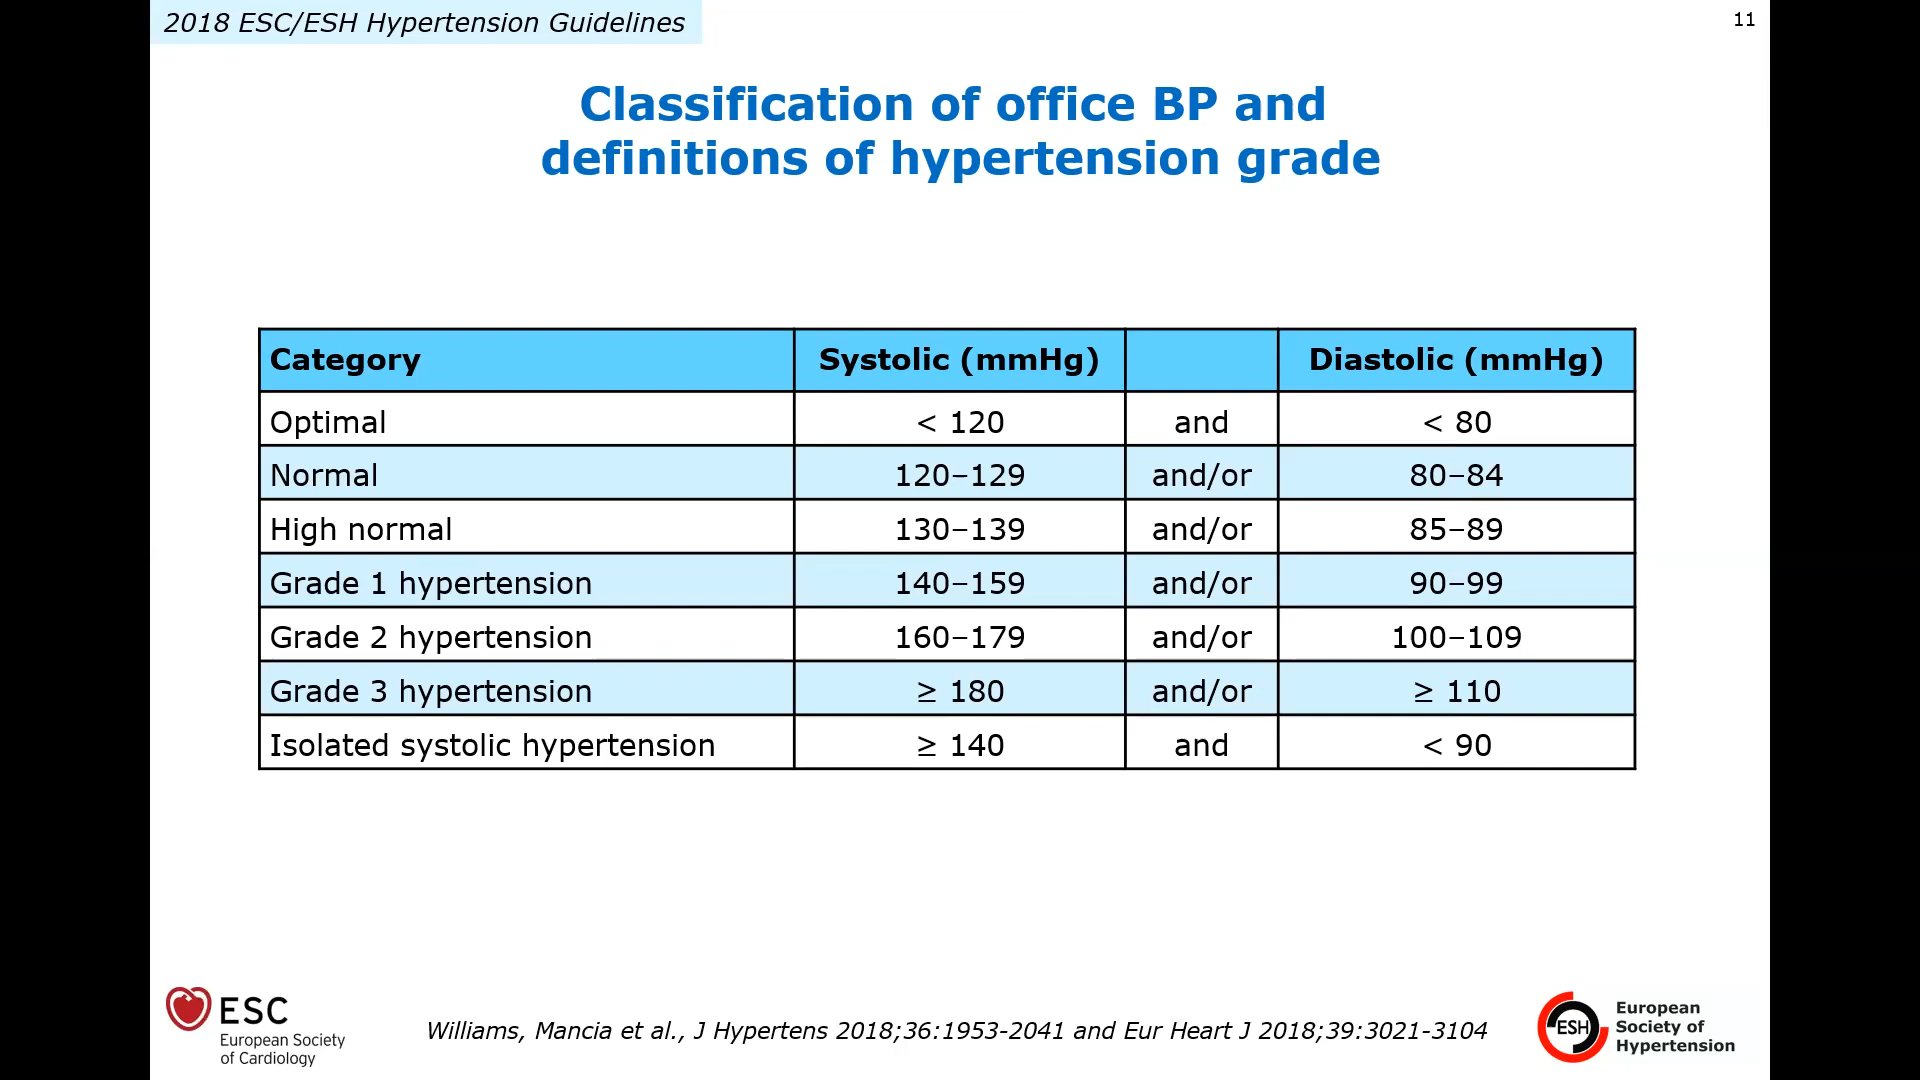 2018 ESC/ESH Hypertension Guidelines
11
Classification of office BP and
definitions of hypertension grade
Category Systolic (mmHg) Diastolic (mmHg)
Optimal < 120 and < 80
Normal 120–129 and/or 80–84
High normal 130–139 and/or 85–89
Grade 1 hypertension 140–159 and/or 90–99
Grade 2 hypertension 160–179 and/or 100–109
Grade 3 hypertension ≥ 180 and/or ≥ 110
Isolated systolic hypertension ≥ 140 and < 90
ESC
European Society
of Cardiology
Williams, Mancia et al., J Hypertens 2018;36:1953-2041 and Eur Heart J 2018;39:3021-3104
ESH
European
Society of
Hypertension